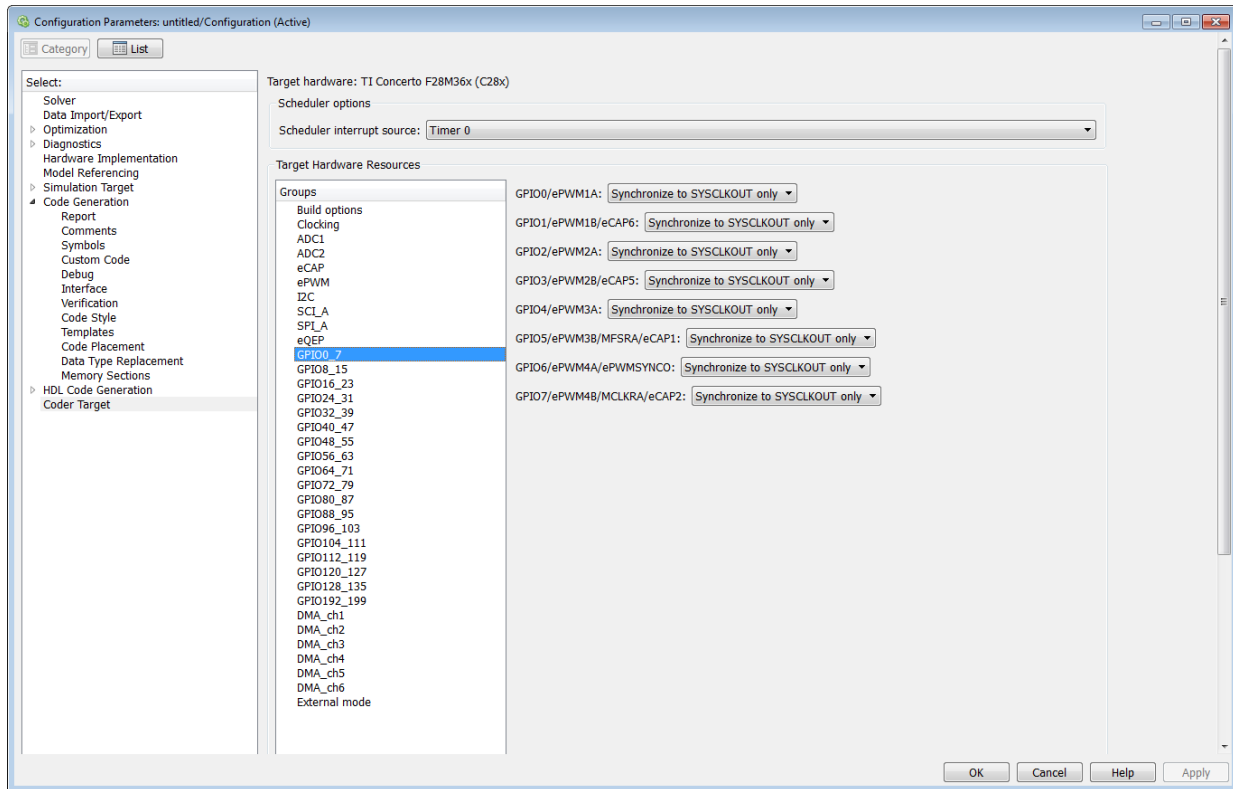 Configuration Parameters: untitled/Configuration (Active)
Category
List
Select:
Solver
Data Import/Export
Optimization
Diagnostics
Hardware Implementation
Model Referencing
Simulation Target
Code Generation
Report
Comments
Symbols
Custom Code
Debug
Interface
Verification
Code Style
Templates
Code Placement
Data Type Replacement
Memory Sections
HDL Code Generation
Coder Target
Target hardware: TI Concerto F28M36x (C28x)
Scheduler options
Scheduler interrupt source: Timer 0
Target Hardware Resources
Groups
Build options
Clocking
ADC1
ADC2
eCAP
ePWM
I2C
SCI_A
SPI_A
eQEP
GPIO0_7
GPIO8_15
GPIO16_23
GPIO24_31
GPIO32_39
GPIO40_47
GPIO48_55
GPIO56_63
GPIO64_71
GPIO72_79
GPIO80_87
GPIO88_95
GPIO96_103
GPIO104_111
GPIO112_119
GPIO120_127
GPIO128_135
GPIO192_199
DMA_ch1
DMA_ch2
DMA_ch3
DMA_ch4
DMA_ch5
DMA_ch6
External mode
GPIO0/ePWM1A: Synchronize to SYSCLKOUT only
GPIO1/ePWM1B/eCAP6: Synchronize to SYSCLKOUT only
GPIO2/ePWM2A: Synchronize to SYSCLKOUT only
GPIO3/ePWM2B/eCAP5: Synchronize to SYSCLKOUT only
GPIO4/ePWM3A: Synchronize to SYSCLKOUT only
GPIO5/ePWM3B/MFSRA/eCAP1: Synchronize to SYSCLKOUT only
GPIO6/ePWM4A/ePWMSYNCO: Synchronize to SYSCLKOUT only
GPIO7/ePWM4B/MCLKRA/eCAP2: Synchronize to SYSCLKOUT only
OK
Cancel
Help
Apply